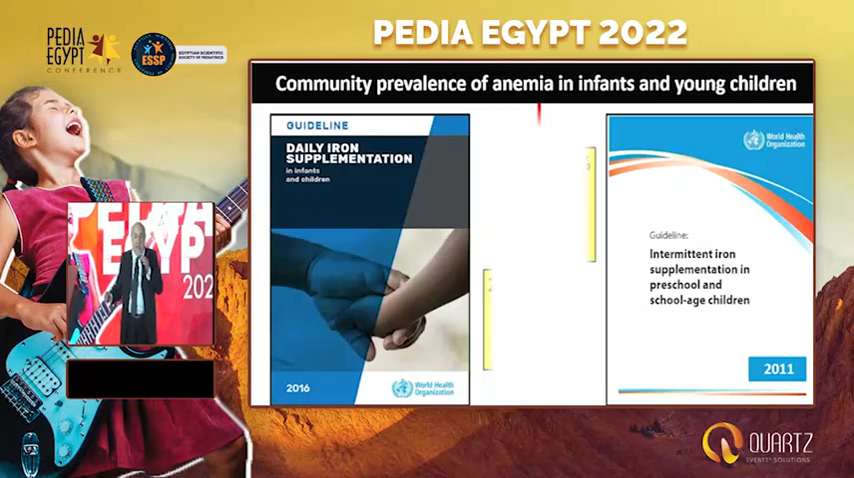 PEDIA EGYPT 2022
PEDIA
EGYPT
CONFERENCE
ESSP
EGYPTIAN SCIENTIFIC
SOCIETY OF PEDIATRICS
Community prevalence of anemia in infants and young children
GUIDELINE
DAILY IRON
SUPPLEMENTATION
in infants
and children
2016
World Health
Organization
World Health
Organization
Guideline:
Intermittent iron
supplementation in
preschool and
school-age children
2011
EGYP
202
QUARTZ
EVENTS SOLUTIONS